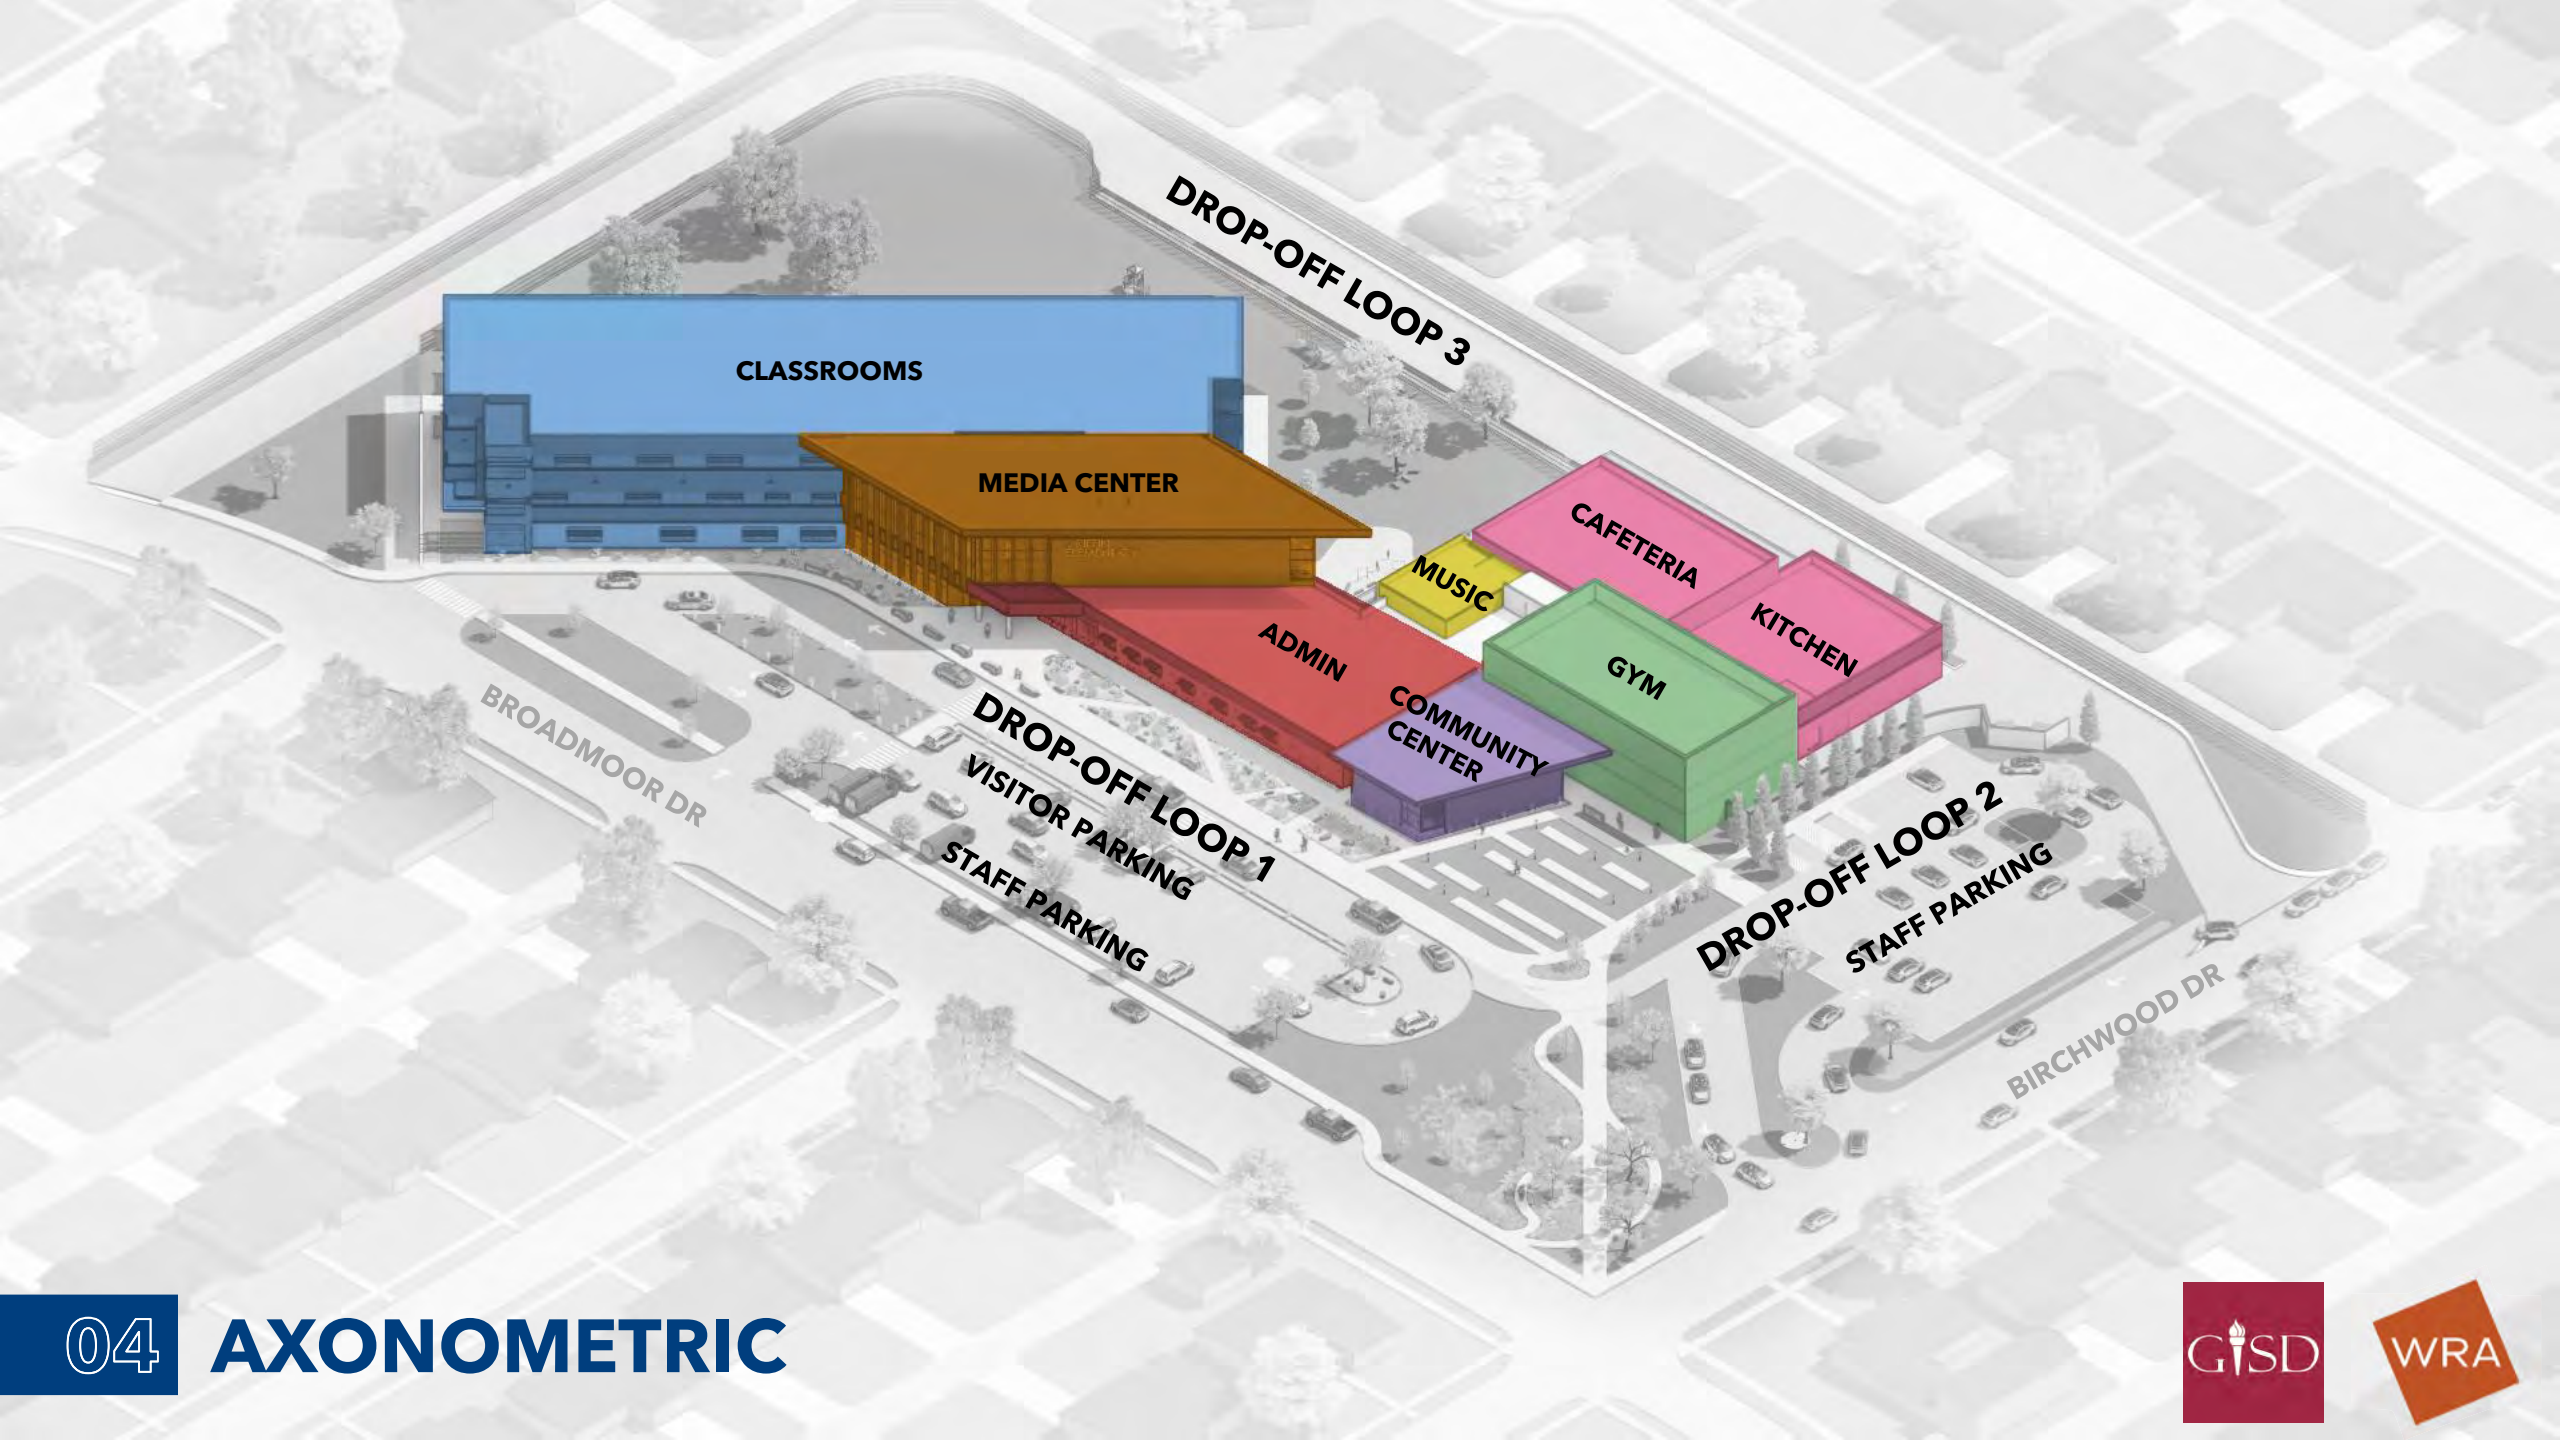 DROP-OFF LOOP 3
CLASSROOMS
MEDIA CENTER
CAFETERIA
MUSIC
KITCHEN
ADMIN
GYM
COMMUNITY
CENTER
BROADMOOR DR
DROP-OFF LOOP 1
VISITOR PARKING
STAFF PARKING
DROP-OFF LOOP 2
STAFF PARKING
BIRCHWOOD DR
04 AXONOMETRIC
GISD
WRA